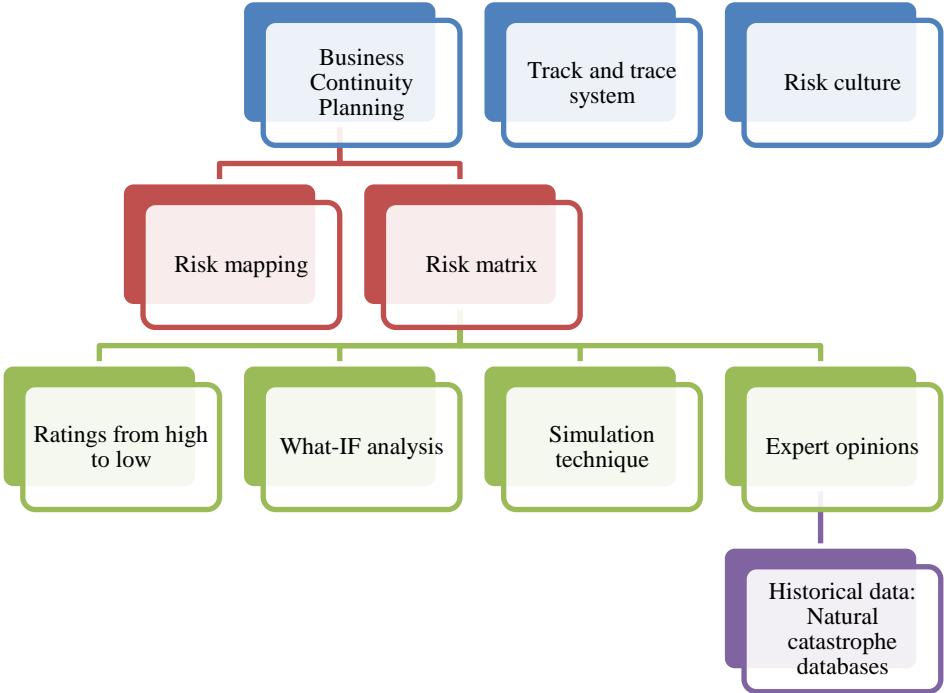 Business
Continuity
Planning
Track and trace
system
Risk culture
Risk mapping
Risk matrix
Ratings from high
to low
What-IF analysis
Simulation
technique
Expert opinions
Historical data:
Natural
catastrophe
databases